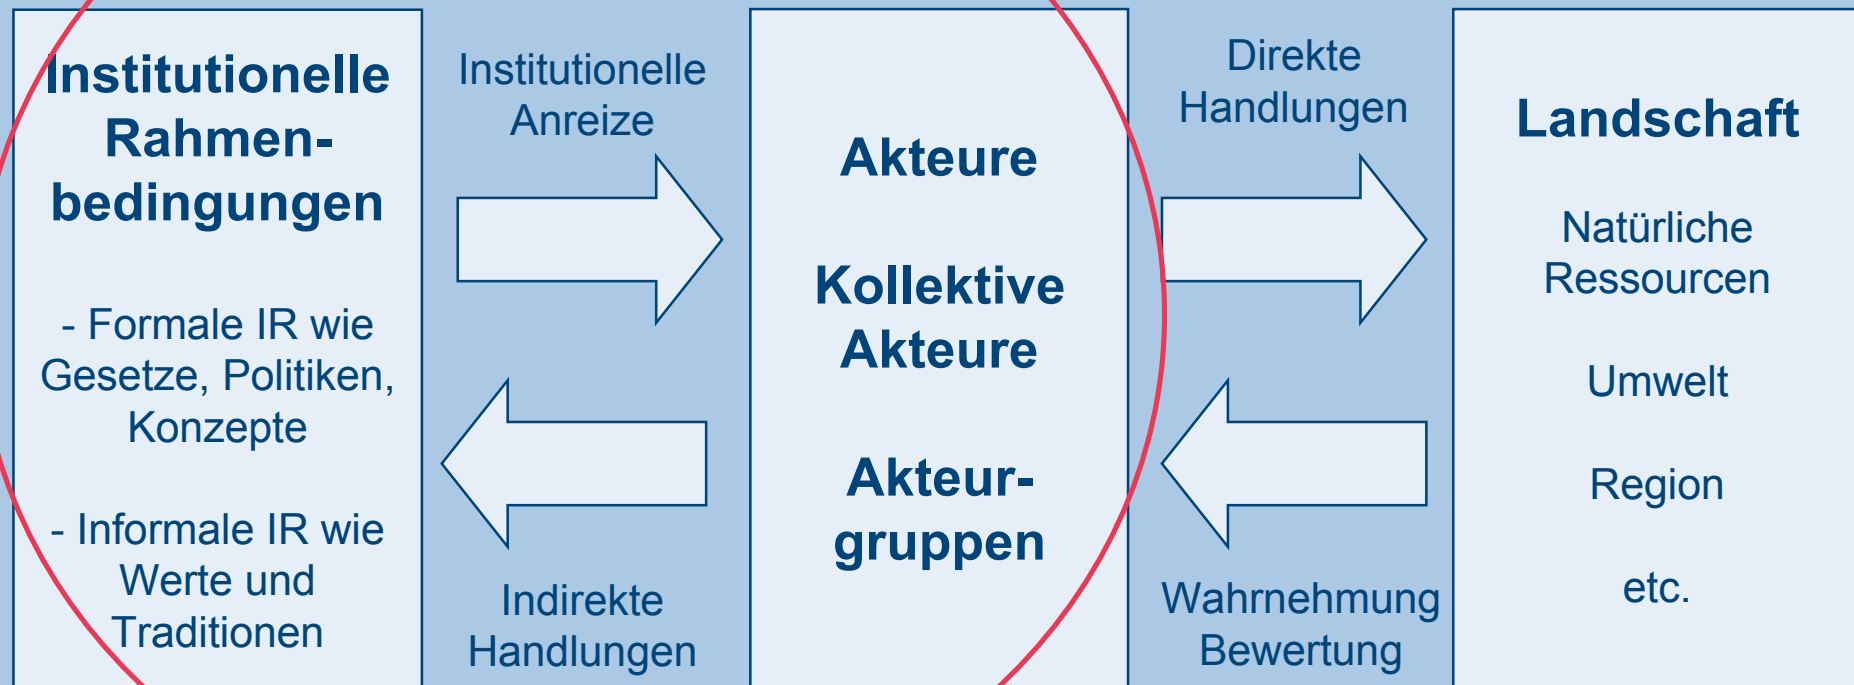 Institutionelle
Rahmen-
bedingungen
- Formale IR wie
Gesetze, Politiken,
Konzepte
- Informale IR wie
Werte und
Traditionen
Institutionelle
Anreize
Indirekte
Handlungen
Akteure
Kollektive
Akteure
Akteur-
gruppen
Direkte
Handlungen
Wahrnehmung
Bewertung
Landschaft
Natürliche
Ressourcen
Umwelt
Region
etc.